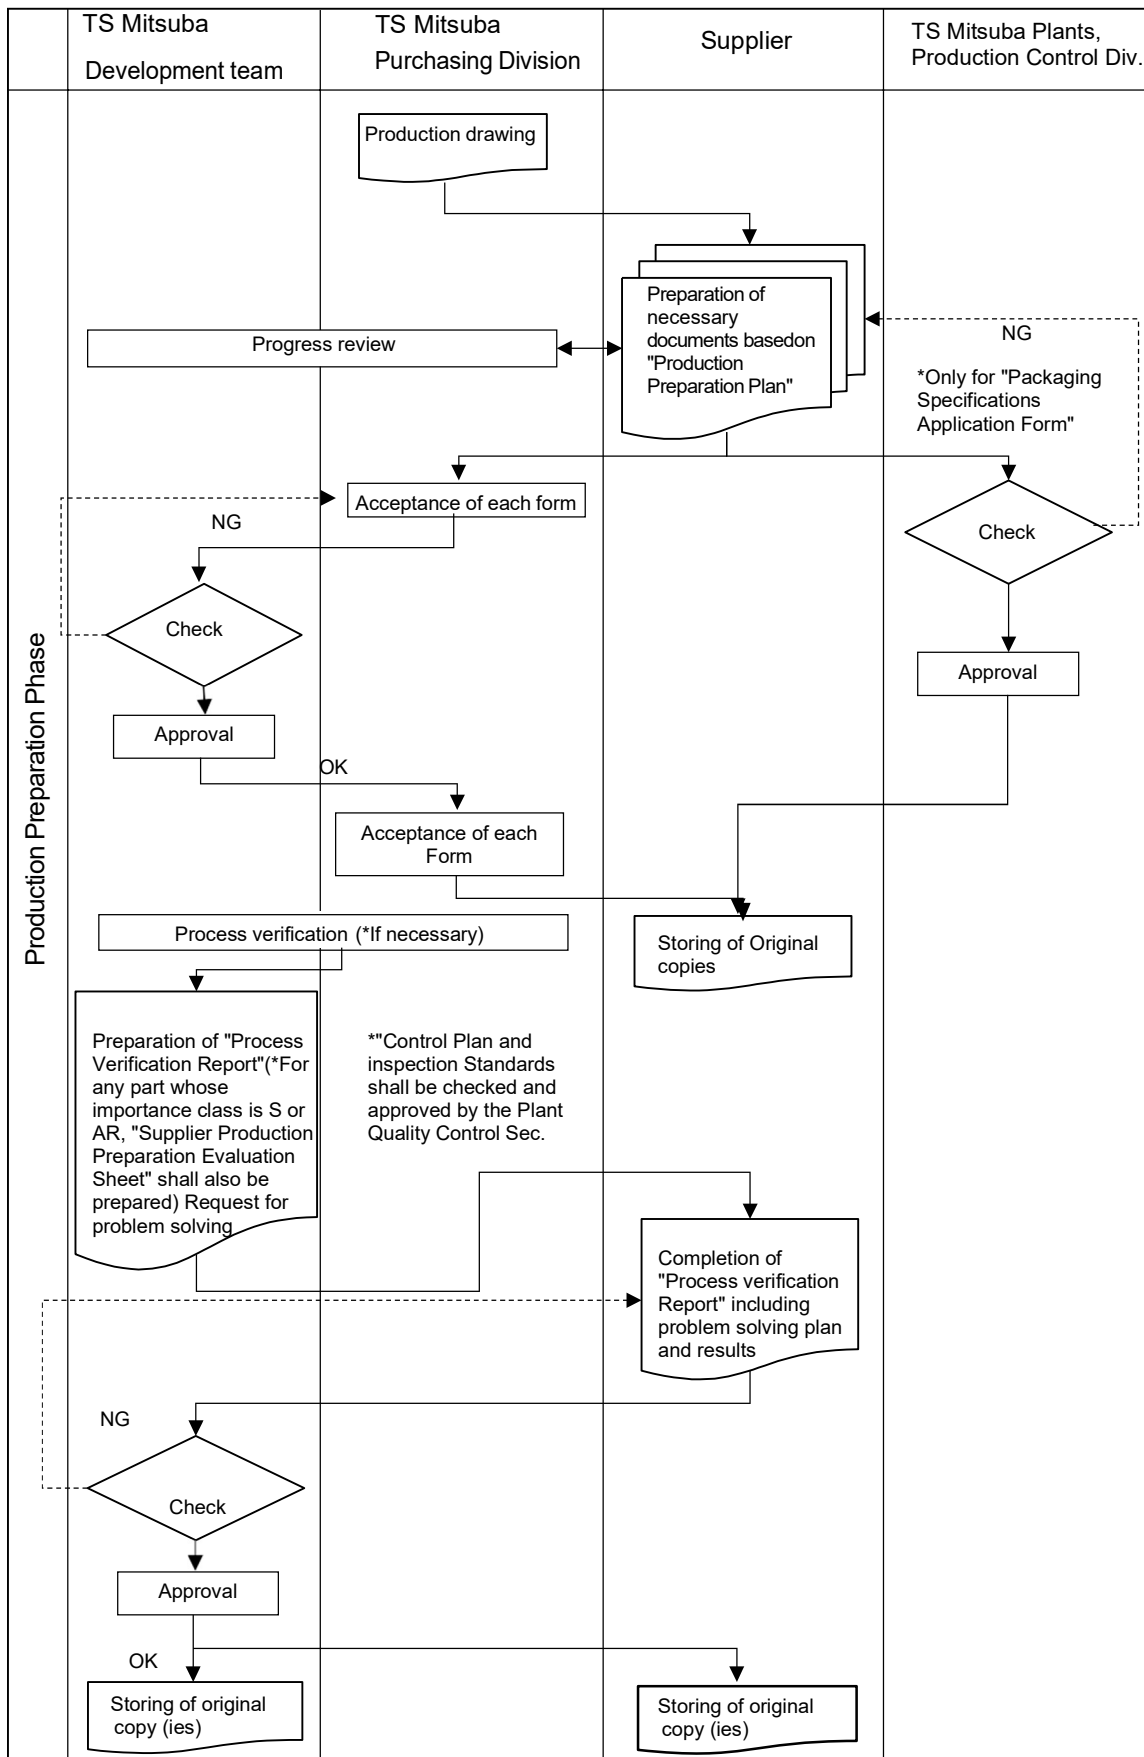 TS Mitsuba
Development team
TS Mitsuba
Purchasing Division
Supplier
TS Mitsuba Plants,
Production Control Div.
Production Preparation Phase
Production drawing
Preparation of
necessary
documents basedon
"Production
Preparation Plan"
Progress review
NG
*Only for "Packaging
Specifications
Application Form"
Acceptance of each form
NG
Check
Check
Approval
Approval
OK
Acceptance of each
Form
Process verification (*If necessary)
Storing of Original
copies
Preparation of "Process
Verification Report"(*For
any part whose
importance class is S or
AR, "Supplier Production
Preparation Evaluation
Sheet" shall also be
prepared) Request for
problem solving
*"Control Plan and
inspection Standards
shall be checked and
approved by the Plant
Quality Control Sec.
Completion of
"Process verification
Report" including
problem solving plan
and results
NG
Check
Approval
OK
Storing of original
copy (ies)
Storing of original
copy (ies)